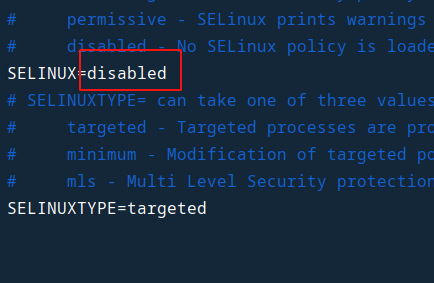 #     permissive - SELinux prints warnings
#     disabled - No SELinux policy is loade
SELINUX=disabled
# SELINUXTYPE= can take one of three values
#     targeted - Targeted processes are pro
#     minimum - Modification of targeted po
#     mls - Multi Level Security protection
SELINUXTYPE=targeted